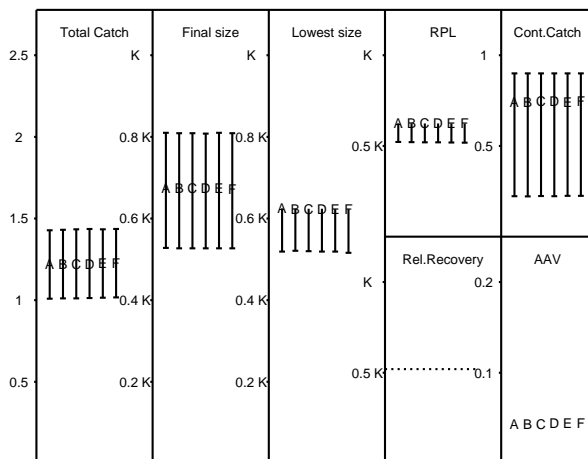 Total Catch Final size Lowest size RPL Cont.Catch
2.5 K K 1
2 0.8 K 0.8 K
A B C D E F
A B C D E F
0.5 K 0.5
1.5 0.6 K 0.6 K
A B C D E F
A B C D E F
A B C D E F
Rel.Recovery AAV
1 0.4 K 0.4 K K 0.2
0.5 0.2 K 0.2 K 0.5 K 0.1
A B C D E F